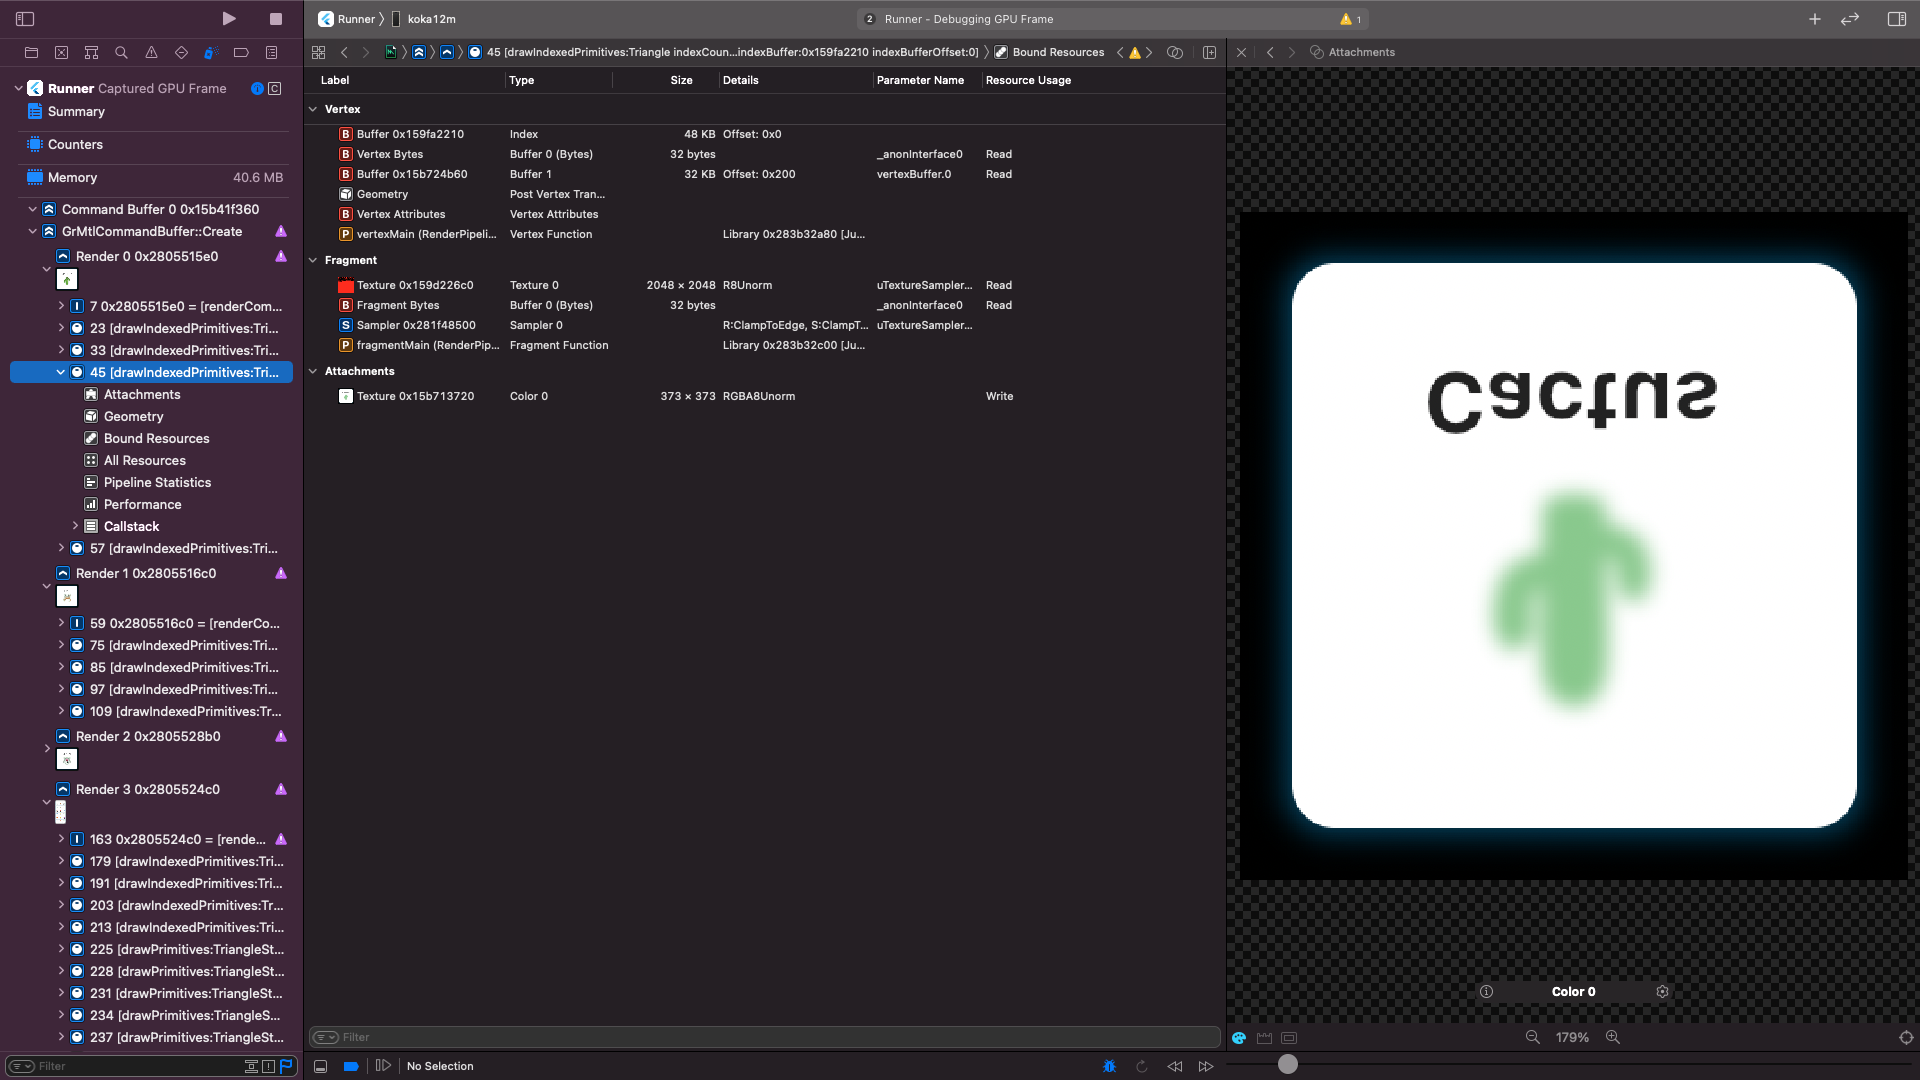 Runner koka12m
2 Runner - Debugging GPU Frame 1
45 [drawIndexedPrimitives:Triangle indexCoun...indexBuffer:0x159fa2210 indexBufferOffset:0] Bound Resources
Attachments
Runner Captured GPU Frame C
Summary
Counters
Memory 40.6 MB
Command Buffer 0 0x15b41f360
GrMtlCommandBuffer::Create
Render 0 0x2805515e0
7 0x2805515e0 = [renderCom...
23 [drawIndexedPrimitives:Tri...
33 [drawIndexedPrimitives:Tri...
45 [drawIndexedPrimitives:Tri...
Attachments
Geometry
Bound Resources
All Resources
Pipeline Statistics
Performance
Callstack
57 [drawIndexedPrimitives:Tri...
Render 1 0x2805516c0
59 0x2805516c0 = [renderCo...
75 [drawIndexedPrimitives:Tri...
85 [drawIndexedPrimitives:Tri...
97 [drawIndexedPrimitives:Tri...
109 [drawIndexedPrimitives:Tr...
Render 2 0x2805528b0
Render 3 0x2805524c0
163 0x2805524c0 = [rende...
179 [drawIndexedPrimitives:Tri...
191 [drawIndexedPrimitives:Tri...
203 [drawIndexedPrimitives:Tri...
213 [drawIndexedPrimitives:Tri...
225 [drawPrimitives:TriangleSt...
228 [drawPrimitives:TriangleSt...
231 [drawPrimitives:TriangleSt...
234 [drawPrimitives:TriangleS...
237 [drawPrimitives:TriangleSt...
Filter
Label Type Size Details Parameter Name Resource Usage
Vertex
B Buffer 0x159fa2210 Index 48 KB Offset: 0x0
B Vertex Bytes Buffer 0 (Bytes) 32 bytes _anonInterface0 Read
B Buffer 0x15b724b60 Buffer 1 32 KB Offset: 0x200 vertexBuffer.0 Read
Geometry Post Vertex Tran...
B Vertex Attributes Vertex Attributes
P vertexMain (RenderPipeli... Vertex Function Library 0x283b32a80 [Ju...
Fragment
Texture 0x159d226c0 Texture 0 2048 × 2048 R8Unorm uTextureSampler... Read
B Fragment Bytes Buffer 0 (Bytes) 32 bytes _anonInterface0 Read
S Sampler 0x281f48500 Sampler 0 R:ClampToEdge, S:ClampT... uTextureSampler...
P fragmentMain (RenderPip... Fragment Function Library 0x283b32c00 [Ju...
Attachments
Texture 0x15b713720 Color 0 373 × 373 RGBA8Unorm Write
Filter
No Selection
Cactus
Color 0
179%